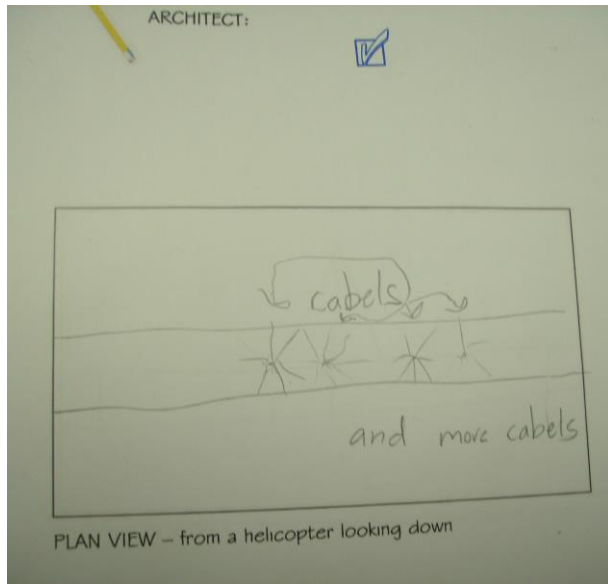 ARCHITECT:
cabels
and more cabels
PLAN VIEW – from a helicopter looking down